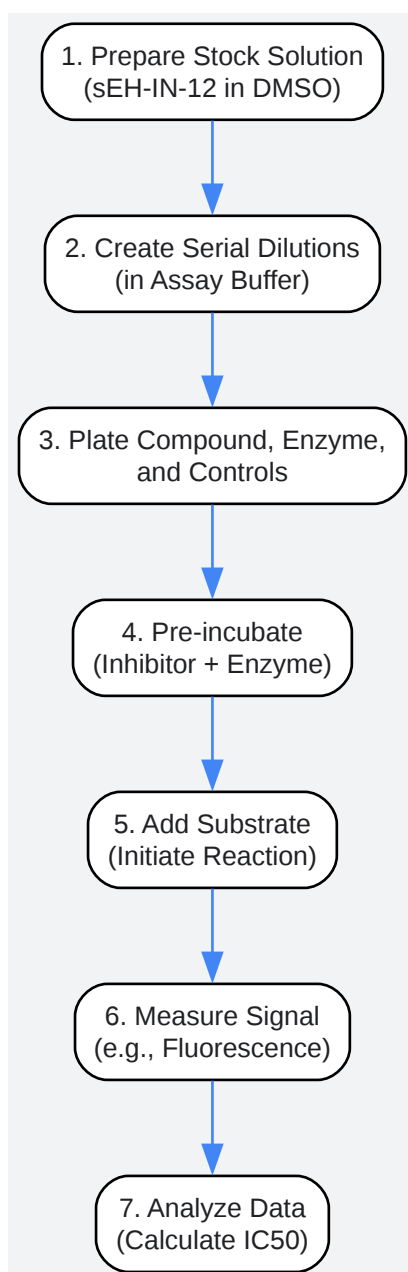 1. Prepare Stock Solution
(sEH-IN-12 in DMSO)
2. Create Serial Dilutions
(in Assay Buffer)
3. Plate Compound, Enzyme,
and Controls
4. Pre-incubate
(Inhibitor + Enzyme)
5. Add Substrate
(Initiate Reaction)
6. Measure Signal
(e.g., Fluorescence)
7. Analyze Data
(Calculate IC50)